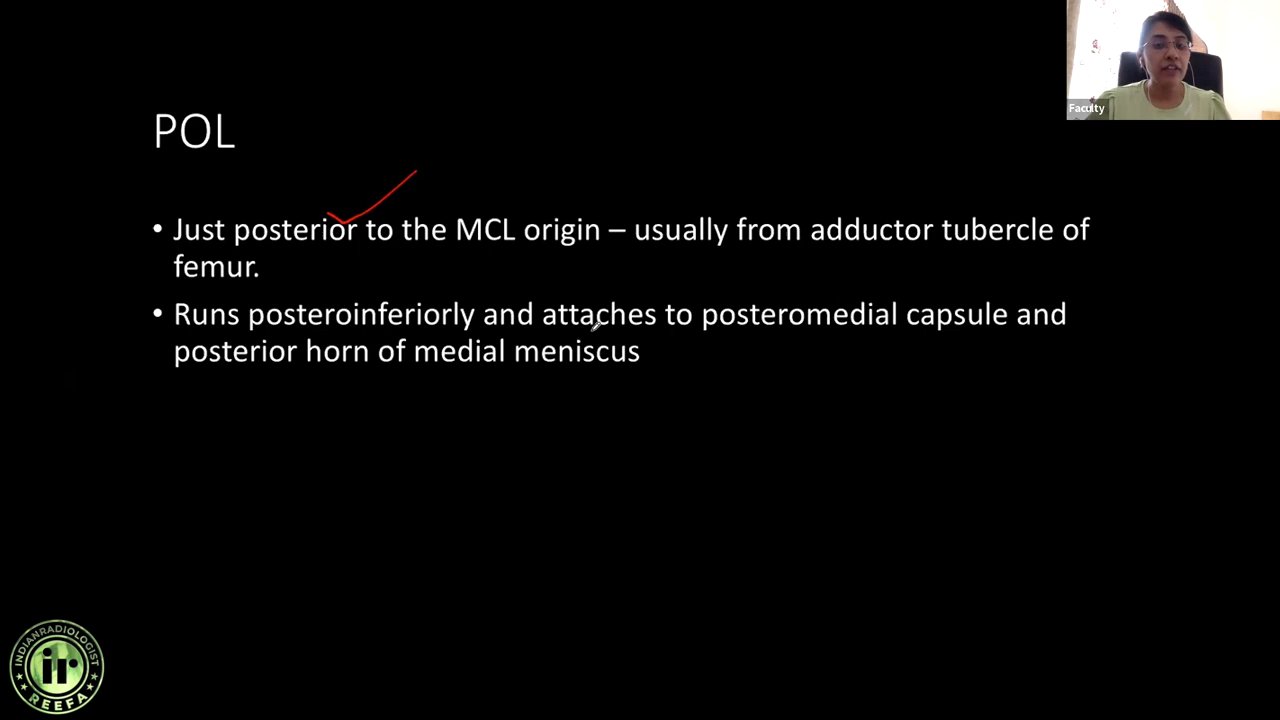 Faculty
POL
• Just posterior to the MCL origin – usually from adductor tubercle of
femur.
• Runs posteroinferiorly and attaches to posteromedial capsule and
posterior horn of medial meniscus
INDIANRADIOLOGIST
ir
REEFA